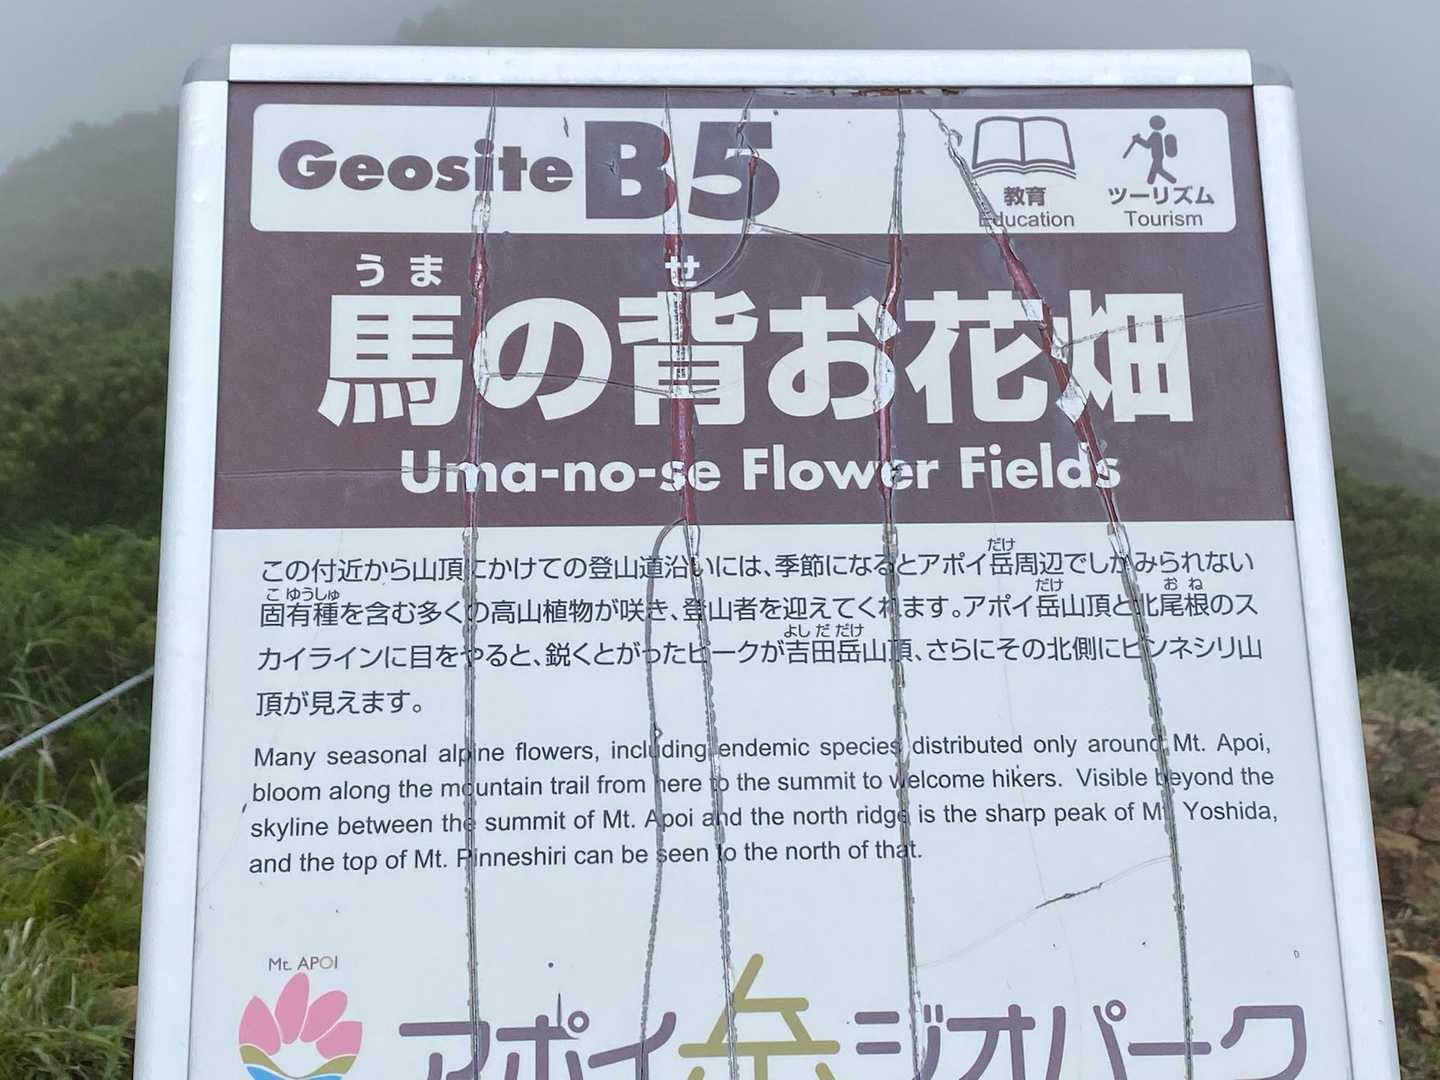 Geosite B5
教育 ツーリズム
Education Tourism
うま せ
馬の背お花畑
Uma-no-se Flower Fields
だけ
この付近から山頂にかけての登山道沿いには、季節になるとアポイ岳周辺でしかみられない
こ ゆうしゅ だけ お ね
固有種を含む多くの高山植物が咲き、登山者を迎えてくれます。アポイ岳山頂と北尾根のス
よし だ だけ
カイラインに目をやると、鋭くとがったピークが吉田岳山頂、さらにその北側にピンネシリ山
頂が見えます。
Many seasonal alpine flowers, including endemic species distributed only around Mt. Apoi,
bloom along the mountain trail from here to the summit to welcome hikers. Visible beyond the
skyline between the summit of Mt. Apoi and the north ridge is the sharp peak of Mt. Yoshida,
and the top of Mt. Pinneshiri can be seen to the north of that.
Mt. APOI
アポイ岳ジオパーク